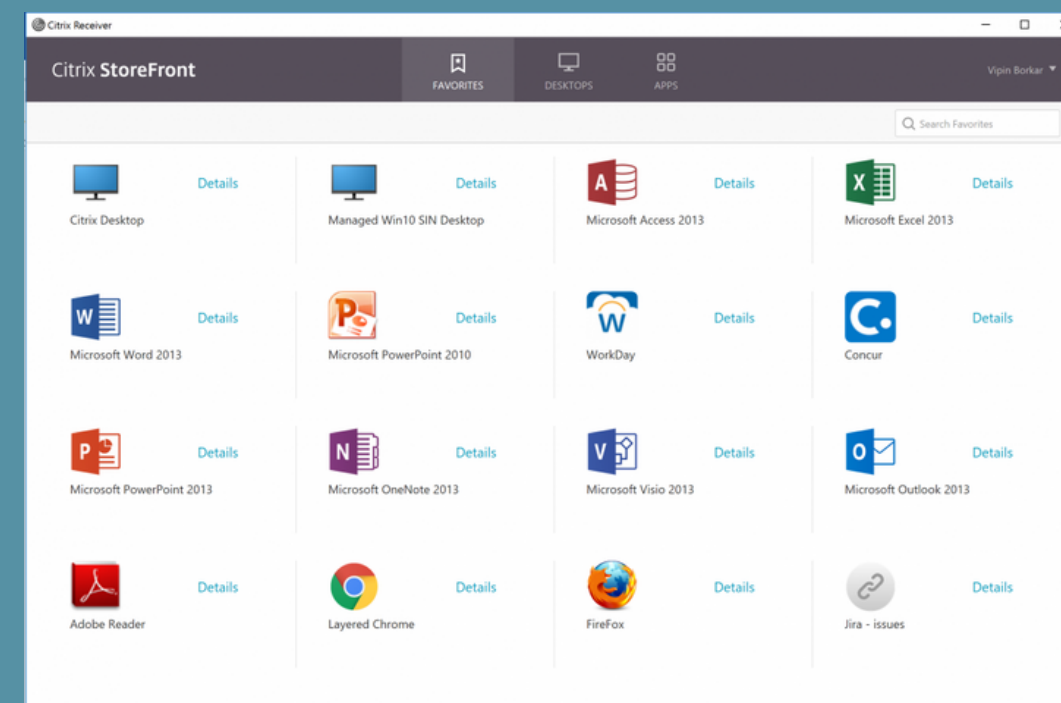 Citrix Receiver
Citrix StoreFront
FAVORITES
DESKTOPS
APPS
Vipin Borkar
Search Favorites
Details
Details
Details
Details
Citrix Desktop
Managed Win10 SIN Desktop
Microsoft Access 2013
Microsoft Excel 2013
Details
Details
Details
Details
Microsoft Word 2013
Microsoft PowerPoint 2010
WorkDay
Concur
Details
Details
Details
Details
Microsoft PowerPoint 2013
Microsoft OneNote 2013
Microsoft Visio 2013
Microsoft Outlook 2013
Details
Details
Details
Details
Adobe Reader
Layered Chrome
FireFox
Jira - issues